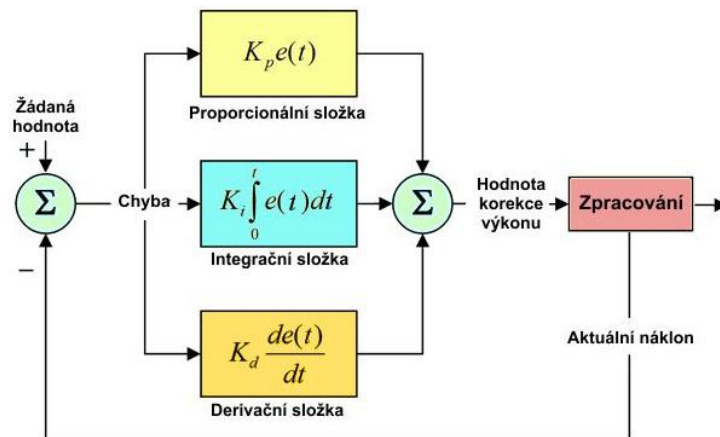 K_p e(t)
Proporcionální složka
Žádaná
hodnota
+
Σ
−
Chyba
K_i ∫_0^t e(t)dt
Integrační složka
Σ
Hodnota
korekce
výkonu
Zpracování
K_d de(t)/dt
Derivační složka
Aktuální náklon